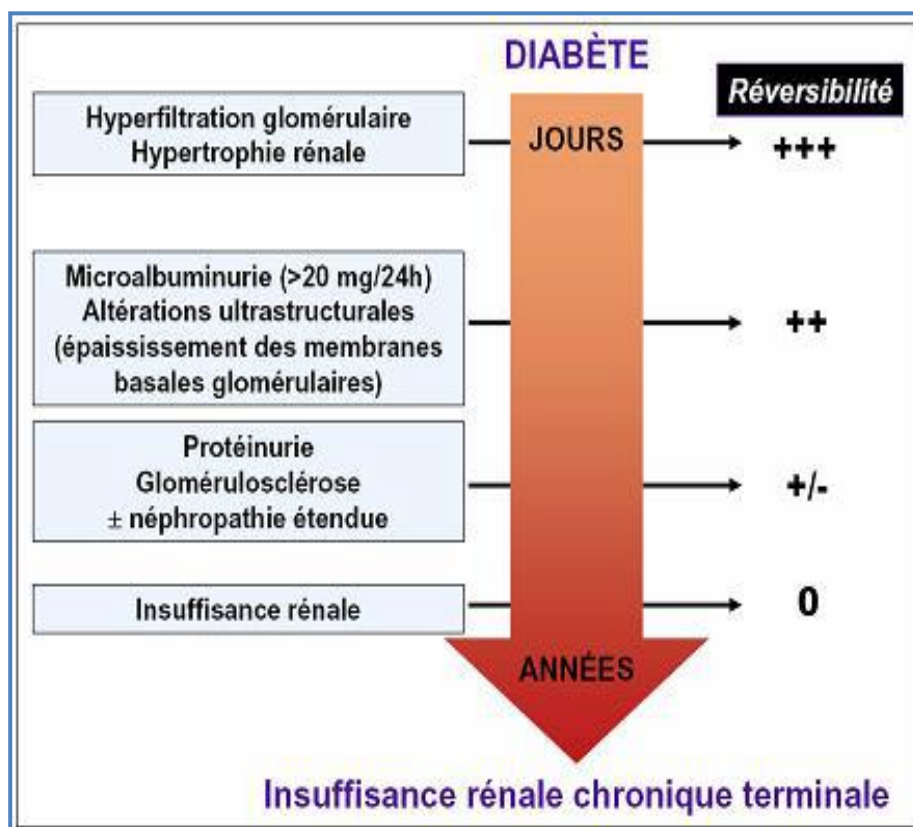 DIABÈTE
Réversibilité
Hyperfiltration glomérulaire
Hypertrophie rénale
JOURS
+++
Microalbuminurie (>20 mg/24h)
Altérations ultrastructurales
(épaississement des membranes
basales glomérulaires)
++
Protéinurie
Glomérulosclérose
± néphropathie étendue
+/-
Insuffisance rénale
0
ANNÉES
Insuffisance rénale chronique terminale